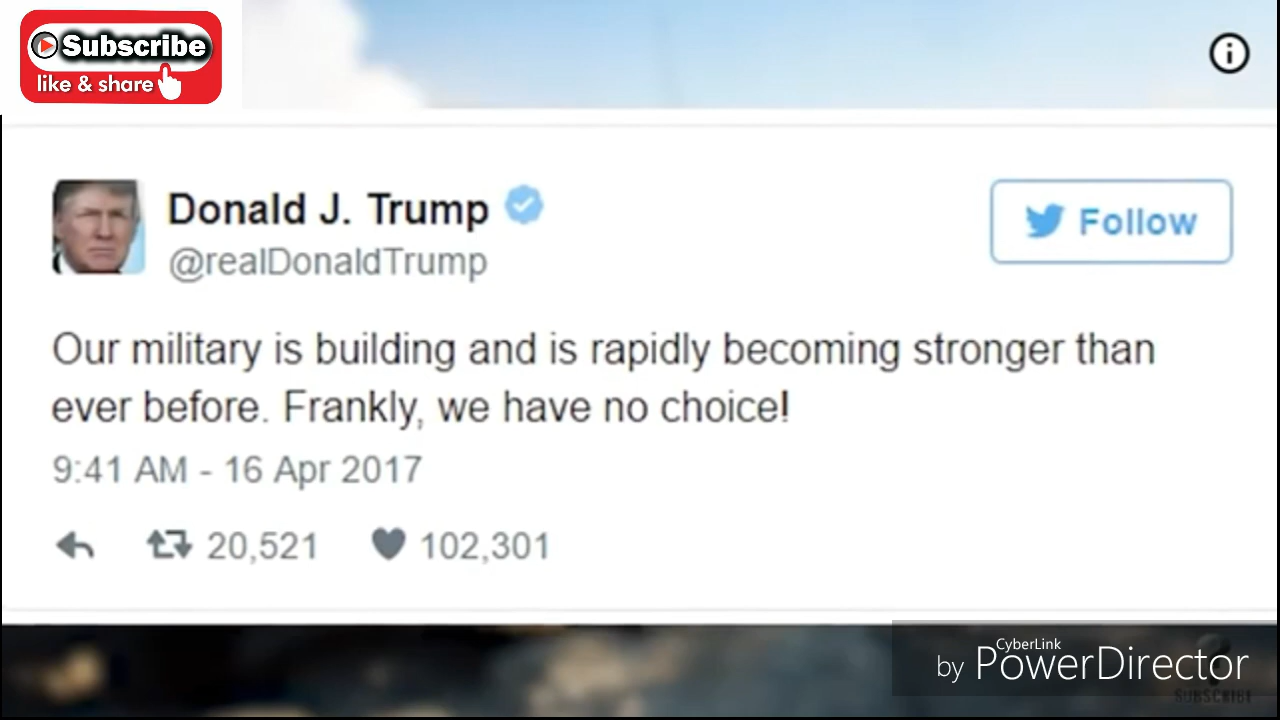 Subscribe
like & share
Donald J. Trump
@realDonaldTrump
Follow
Our military is building and is rapidly becoming stronger than
ever before. Frankly, we have no choice!
9:41 AM - 16 Apr 2017
20,521 102,301
CyberLink
by PowerDirector
SUBSCRIBE